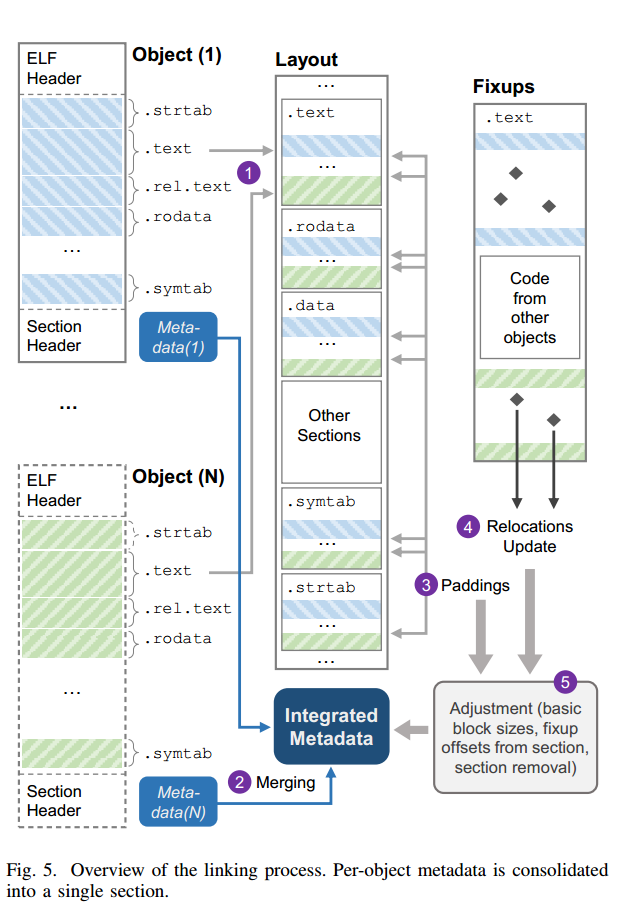 Object (1)
ELF
Header
.strtab
.text
.rel.text
.rodata
...
.symtab
Section
Header
Meta-
data(1)
...
Object (N)
ELF
Header
.strtab
.text
.rel.text
.rodata
...
.symtab
Section
Header
Meta-
data(N)
1
2 Merging
Layout
...
.text
...
.rodata
...
.data
...
Other
Sections
.symtab
...
.strtab
...
...
Integrated
Metadata
Fixups
.text
Code
from
other
objects
4 Relocations
Update
3 Paddings
5
Adjustment (basic
block sizes, fixup
offsets from section,
section removal)
Fig. 5. Overview of the linking process. Per-object metadata is consolidated
into a single section.